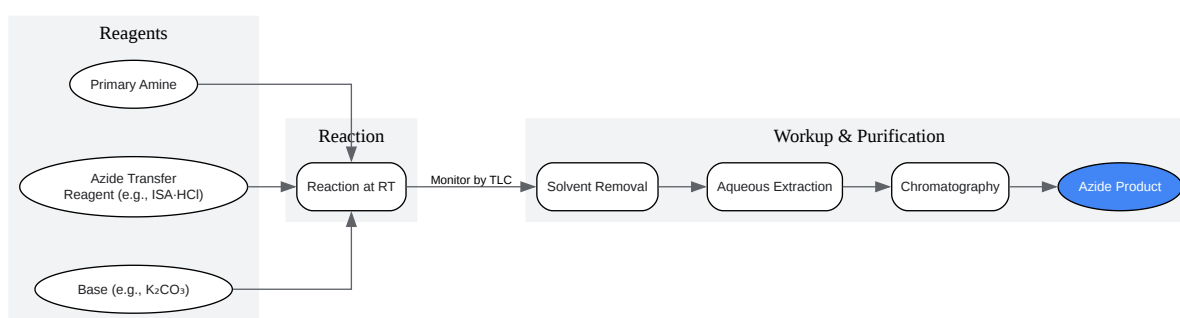 Reagents
Primary Amine
Azide Transfer
Reagent (e.g., ISA·HCl)
Base (e.g., K₂CO₃)
Reaction
Reaction at RT
Monitor by TLC
Workup & Purification
Solvent Removal
Aqueous Extraction
Chromatography
Azide Product